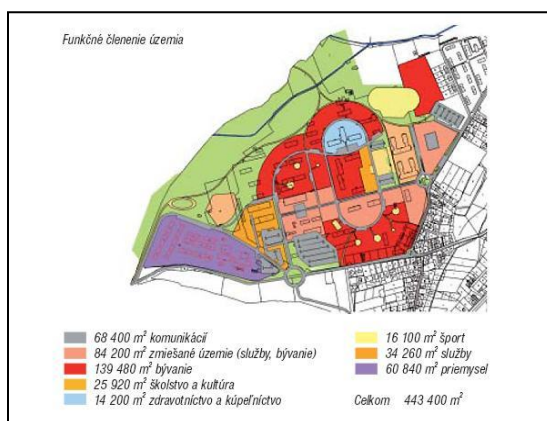 Funkčné členenie územia
68 400 m² komunikácií
84 200 m² zmiešané územie (služby, bývanie)
139 480 m² bývanie
25 920 m² školstvo a kultúra
14 200 m² zdravotníctvo a kúpeľníctvo
16 100 m² šport
34 260 m² služby
60 840 m² priemysel
Celkom 443 400 m²